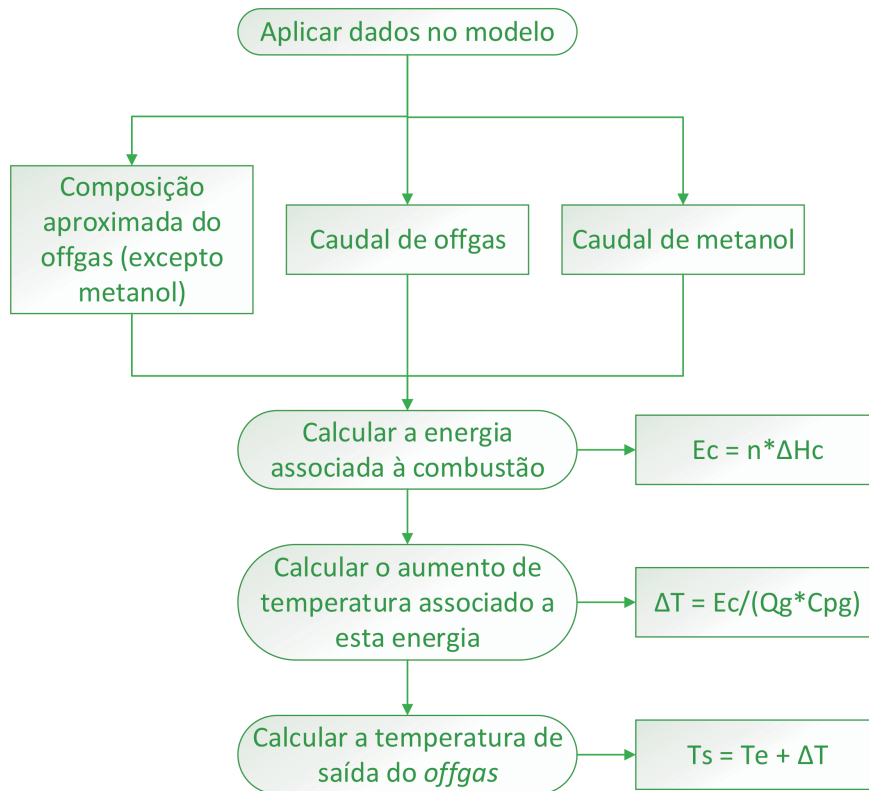 Aplicar dados no modelo
Composição
aproximada do
offgas (excepto
metanol)
Caudal de offgas
Caudal de metanol
Calcular a energia
associada à combustão
Ec = n*ΔHc
Calcular o aumento de
temperatura associado a
esta energia
ΔT = Ec/(Qg*Cpg)
Calcular a temperatura de
saída do offgas
Ts = Te + ΔT